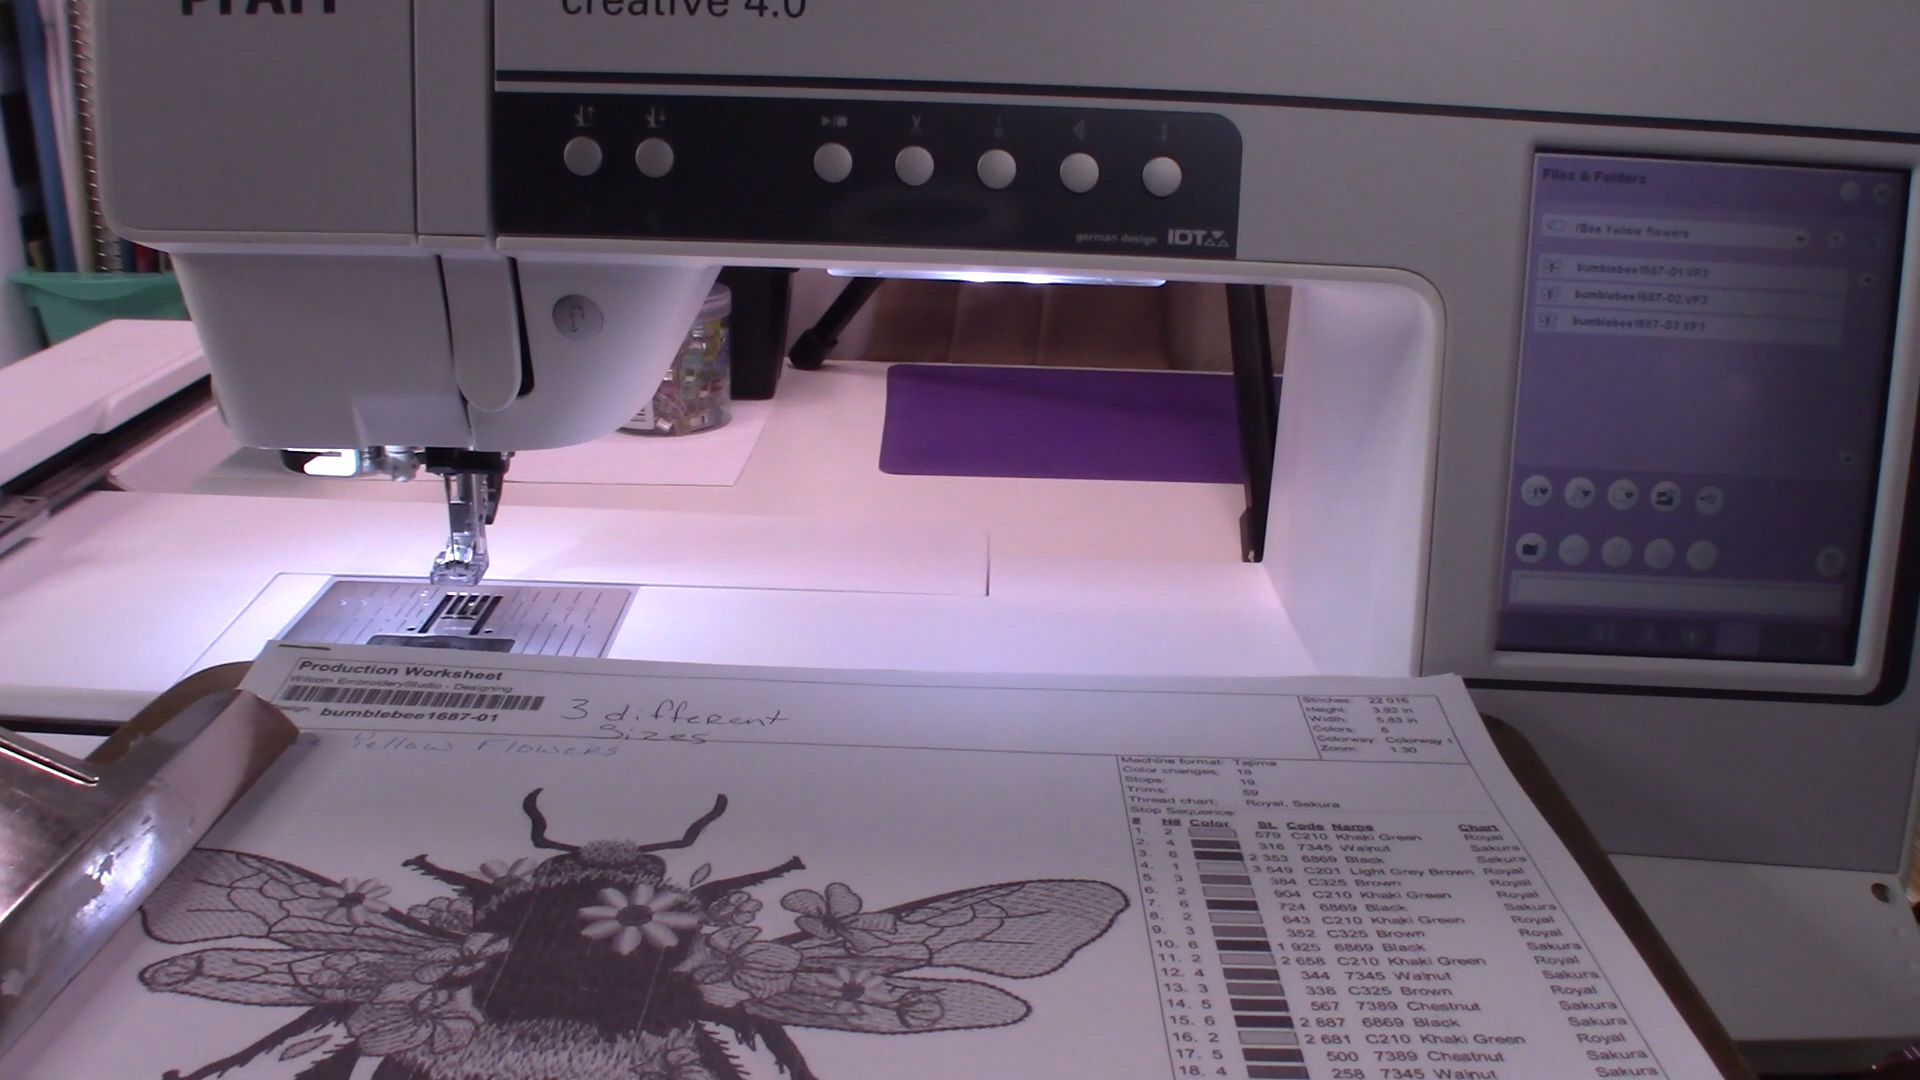 PFAFF
creative 4.0
german design IDT
Files & Folders
/Bee Yellow flowers
bumblebee1687-01.VP3
bumblebee1687-02.VP3
bumblebee1687-03.VP3
Production Worksheet
Wilcom EmbroideryStudio - Designing
bumblebee1687-01
3 different
Sizes
Yellow Flowers
Stitches: 22 016
Height: 3.92 in
Width: 5.83 in
Colors: 6
Colorway: Colorway 1
Zoom: 1.30
Machine format: Tajima
Color changes: 18
Stops: 19
Trims: 59
Thread chart: Royal, Sakura
Stop Sequence:
# N# Color St. Code Name Chart
1. 2 579 C210 Khaki Green Royal
2. 4 316 7345 Walnut Sakura
3. 6 2 353 6869 Black Sakura
4. 1 3 549 C201 Light Grey Brown Royal
5. 3 384 C325 Brown Royal
6. 2 904 C210 Khaki Green Royal
7. 6 724 6869 Black Sakura
8. 2 643 C210 Khaki Green Royal
9. 3 352 C325 Brown Royal
10. 6 1 925 6869 Black Sakura
11. 2 2 658 C210 Khaki Green Royal
12. 4 344 7345 Walnut Sakura
13. 3 338 C325 Brown Royal
14. 5 567 7389 Chestnut Sakura
15. 6 2 887 6869 Black Sakura
16. 2 2 681 C210 Khaki Green Royal
17. 5 500 7389 Chestnut Sakura
18. 4 258 7345 Walnut Sakura